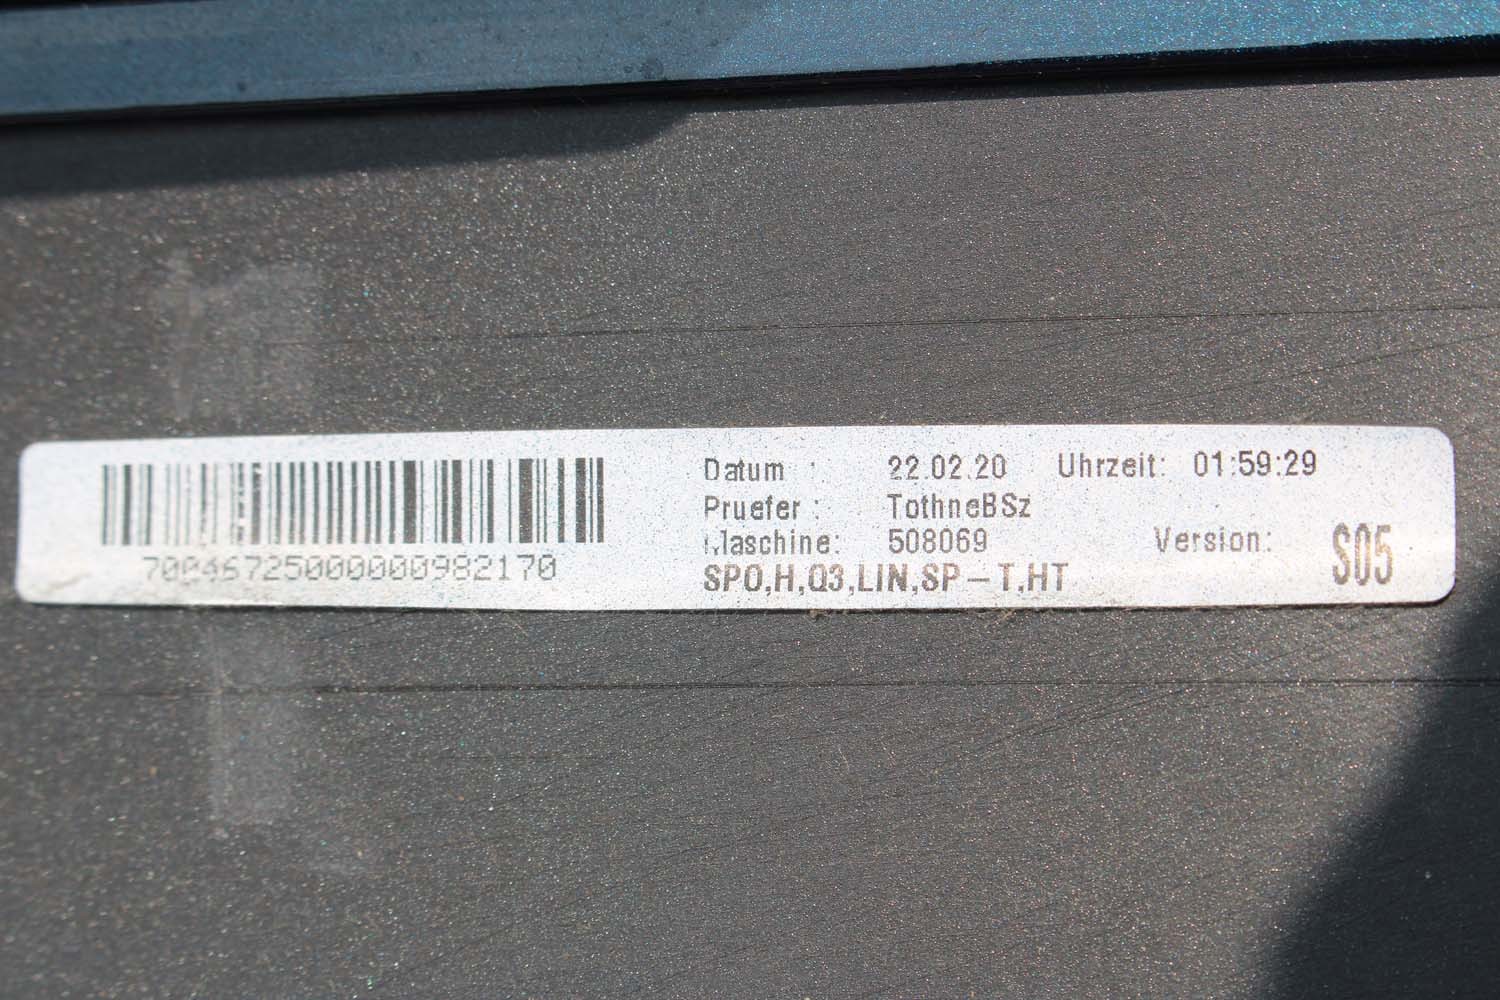 Datum : 22.02.20 Uhrzeit: 01:59:29
Pruefer : TothneBSz
Maschine: 508069 Version: S05
SPO,H,Q3,LIN,SP-T,HT
70046725000000982170